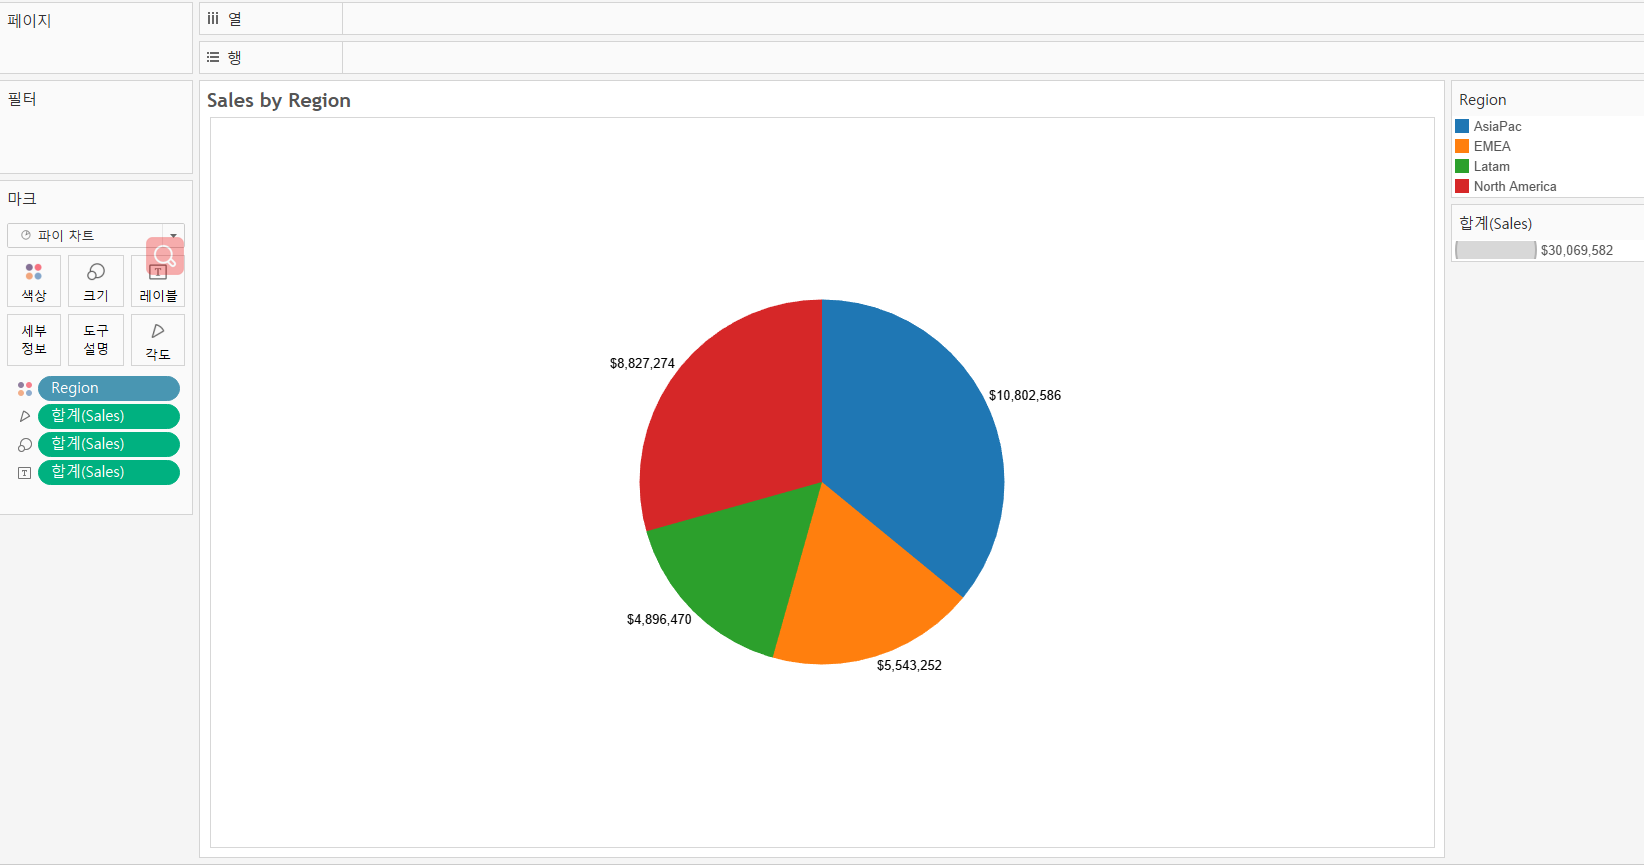 페이지
열
행
필터
마크
파이 차트
색상
크기
T
레이블
세부
정보
도구
설명
각도
Region
합계(Sales)
합계(Sales)
T
합계(Sales)
Sales by Region
$8,827,274
$10,802,586
$4,896,470
$5,543,252
Region
AsiaPac
EMEA
Latam
North America
합계(Sales)
$30,069,582